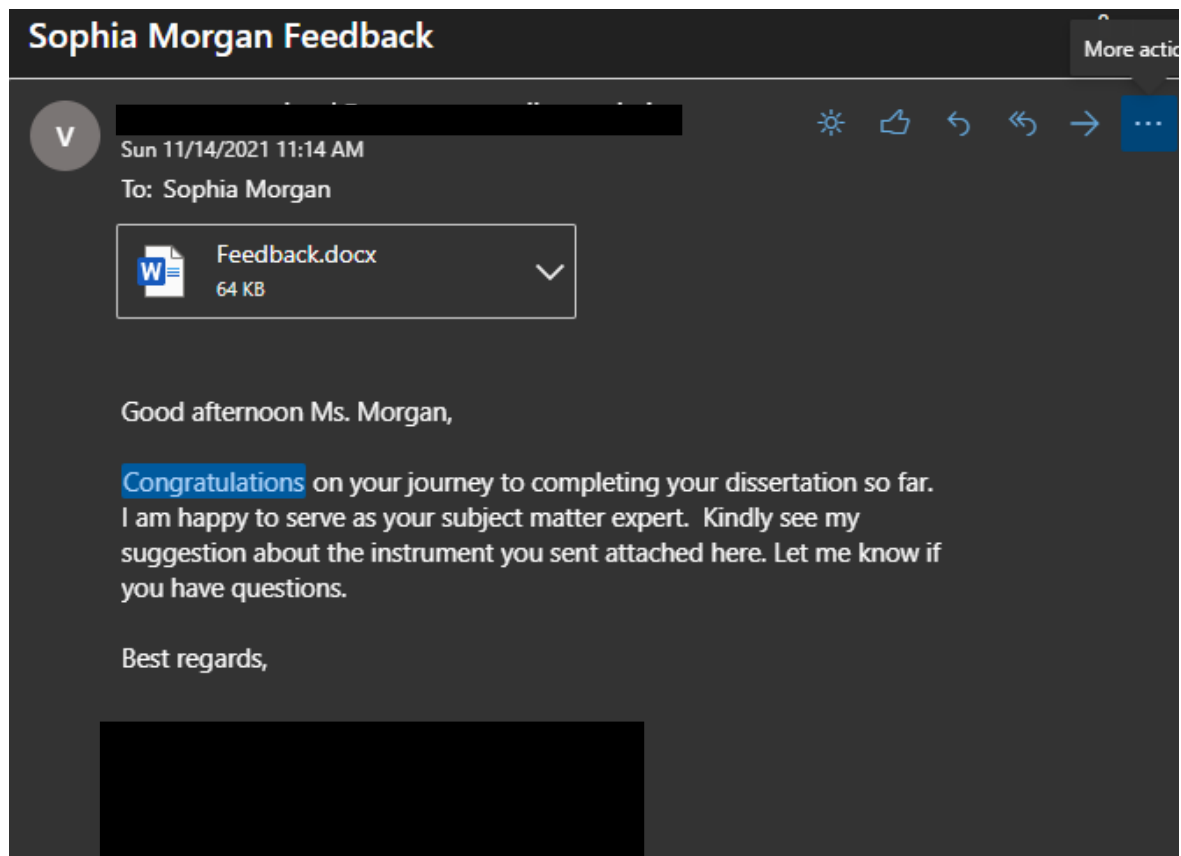 Sophia Morgan Feedback
More actio
V
Sun 11/14/2021 11:14 AM
To: Sophia Morgan
W
Feedback.docx
64 KB
Good afternoon Ms. Morgan,
Congratulations on your journey to completing your dissertation so far.
I am happy to serve as your subject matter expert.  Kindly see my
suggestion about the instrument you sent attached here. Let me know if
you have questions.
Best regards,